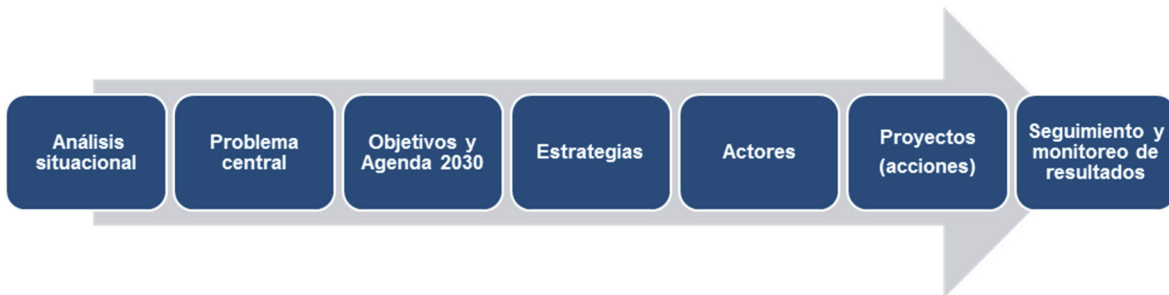 Análisis
situacional
Problema
central
Objetivos y
Agenda 2030
Estrategias
Actores
Proyectos
(acciones)
Seguimiento y
monitoreo de
resultados